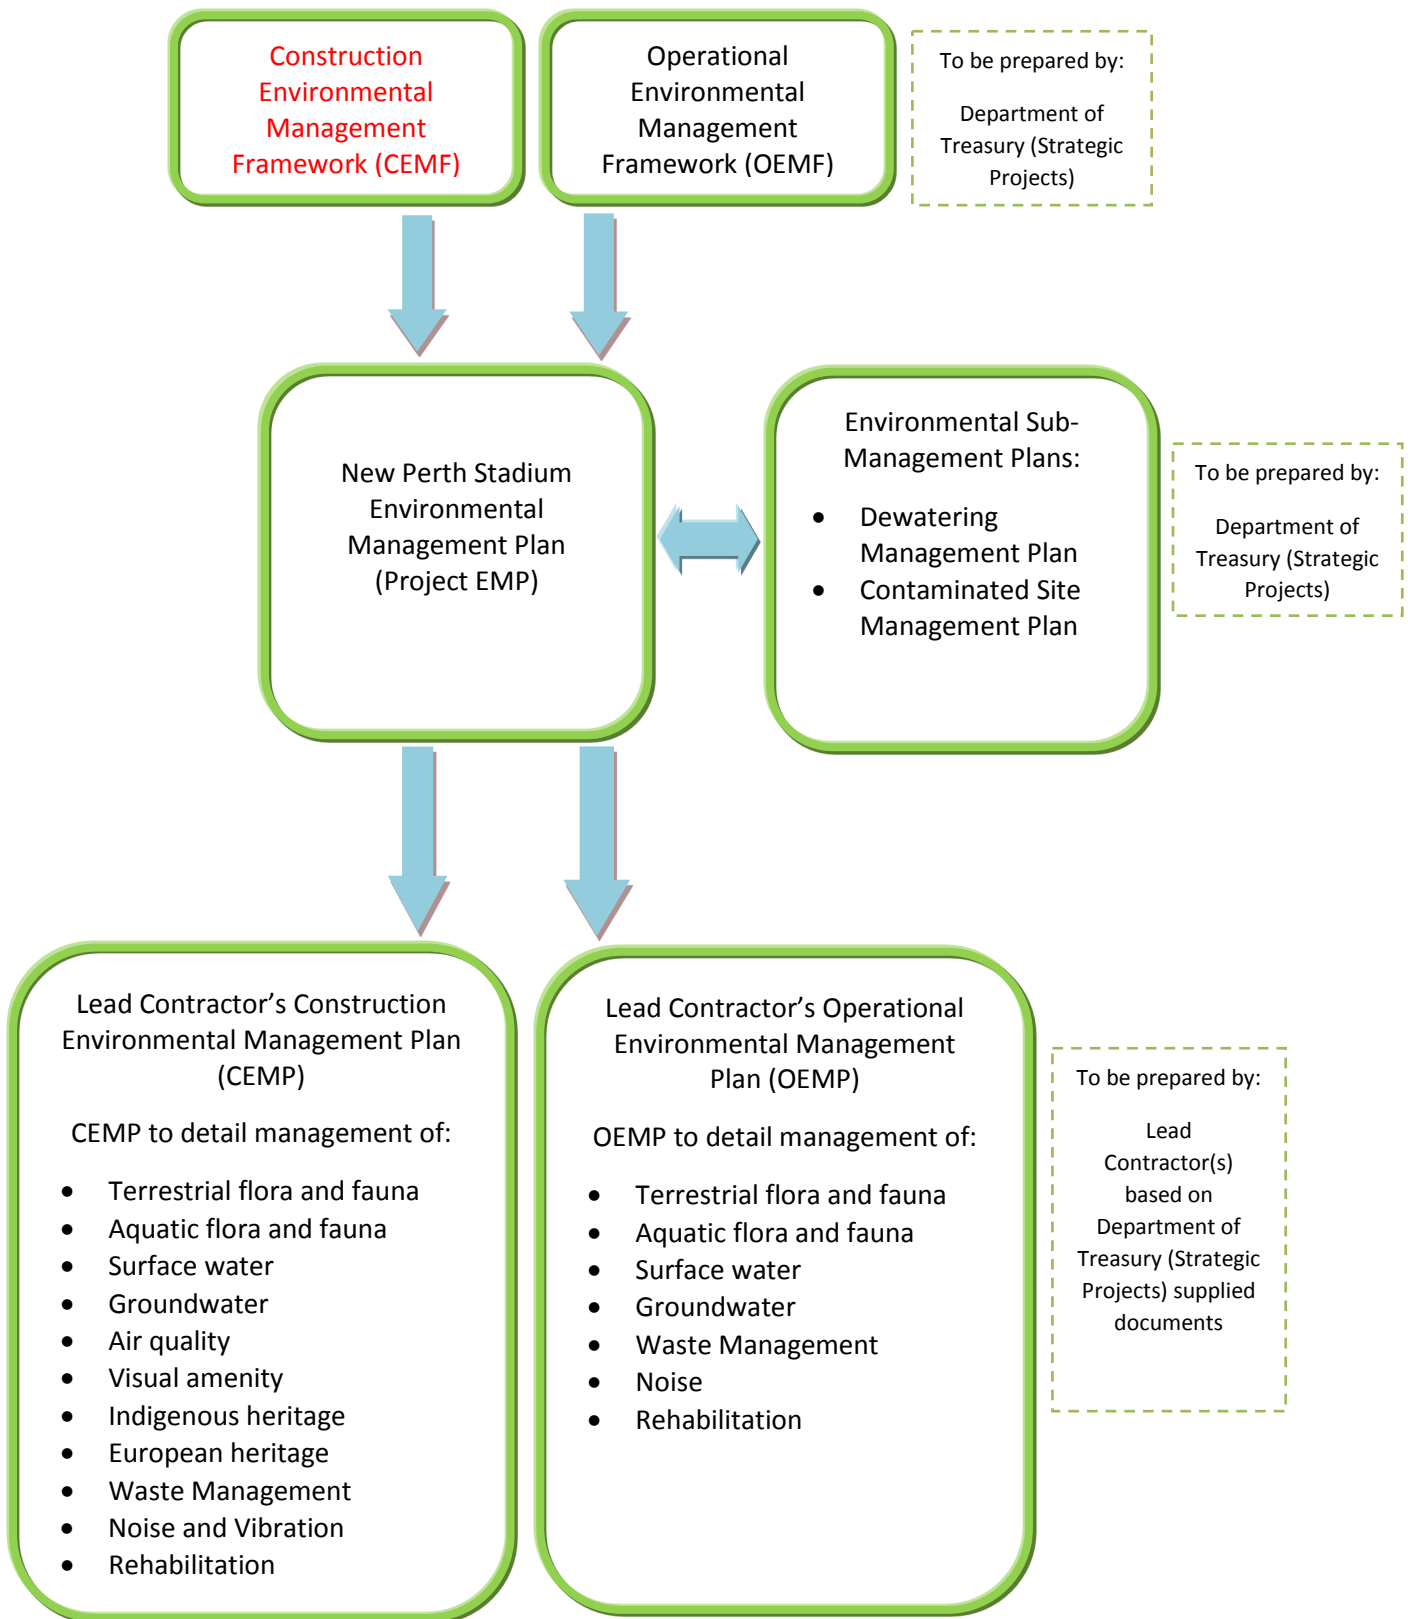 Construction
Environmental
Management
Framework (CEMF)
Operational
Environmental
Management
Framework (OEMF)
To be prepared by:
Department of
Treasury (Strategic
Projects)
New Perth Stadium
Environmental
Management Plan
(Project EMP)
Environmental Sub-
Management Plans:
• Dewatering
Management Plan
• Contaminated Site
Management Plan
To be prepared by:
Department of
Treasury (Strategic
Projects)
Lead Contractor’s Construction
Environmental Management Plan
(CEMP)
CEMP to detail management of:
• Terrestrial flora and fauna
• Aquatic flora and fauna
• Surface water
• Groundwater
• Air quality
• Visual amenity
• Indigenous heritage
• European heritage
• Waste Management
• Noise and Vibration
• Rehabilitation
Lead Contractor’s Operational
Environmental Management
Plan (OEMP)
OEMP to detail management of:
• Terrestrial flora and fauna
• Aquatic flora and fauna
• Surface water
• Groundwater
• Waste Management
• Noise
• Rehabilitation
To be prepared by:
Lead
Contractor(s)
based on
Department of
Treasury (Strategic
Projects) supplied
documents